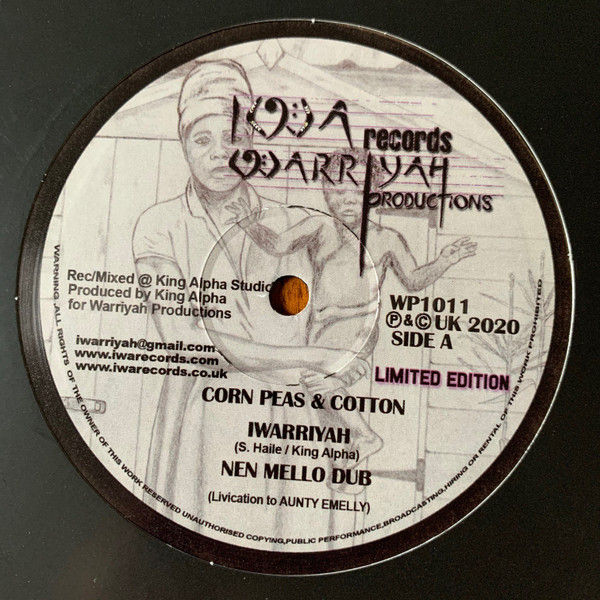 IWA records
WARRIYAH
PRODUCTIONS
Rec/Mixed @ King Alpha Studio
Produced by King Alpha
for Warriyah Productions
WP1011
℗&©UK 2020
SIDE A
iwarriyah@gmail.com
www.iwarecords.com
www.iwarecords.co.uk
LIMITED EDITION
CORN PEAS & COTTON
IWARRIYAH
(S. Haile / King Alpha)
NEN MELLO DUB
(Livication to AUNTY EMELLY)
WARNING. ALL RIGHTS OF THE OWNER OF THIS WORK RESERVED UNAUTHORISED COPYING,PUBLIC PERFORMANCE,BROADCASTING,HIRING OR RENTAL OF THIS WORK PROHIBITED